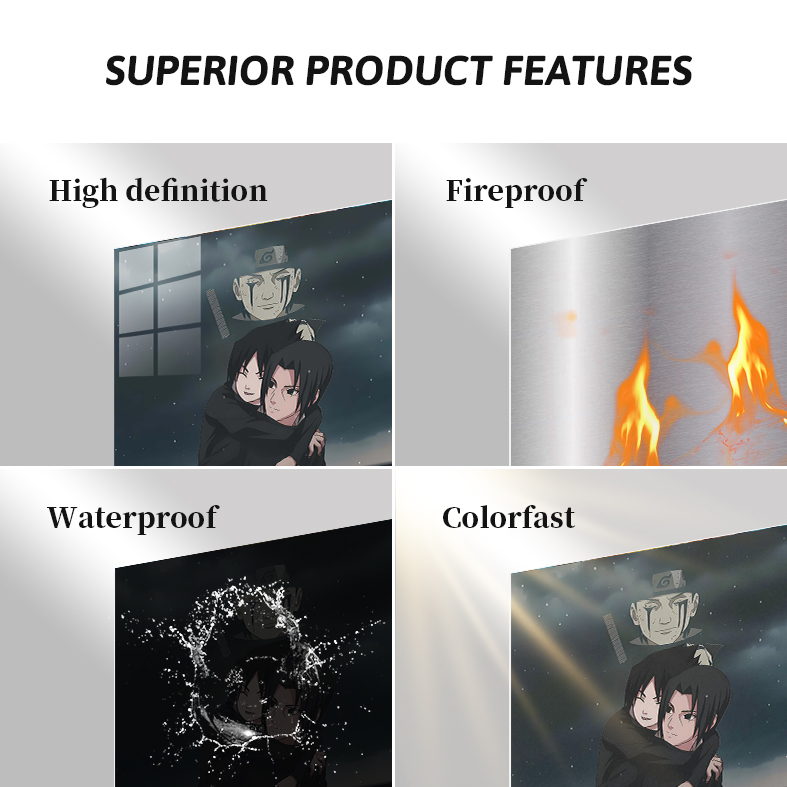 SUPERIOR PRODUCT FEATURES
High definition
Fireproof
Waterproof
Colorfast